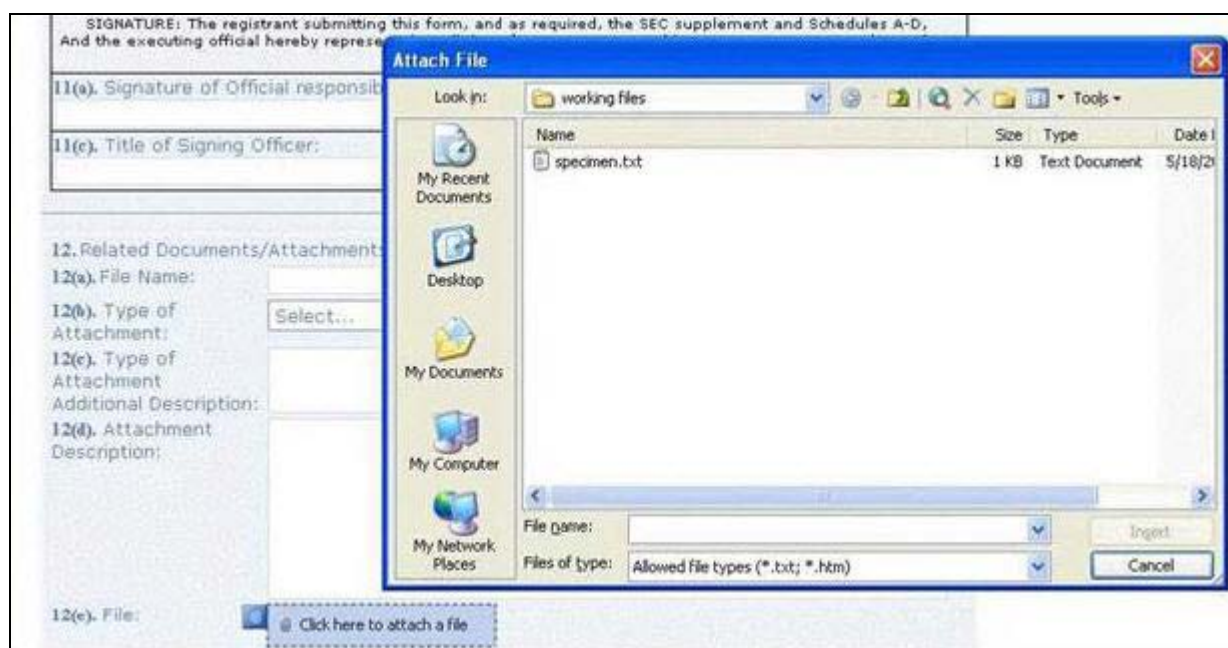 SIGNATURE: The registrant submitting this form, and as required, the SEC supplement and Schedules A-D,
And the executing official hereby
11(a). Signature of Official
11(c). Title of Signing Officer:
12. Related Documents/Attachments
12(a). File Name:
12(b). Type of
Attachment:
Select...
12(c). Type of
Attachment
Additional Description:
12(d). Attachment
Description:
12(e). File:
Click here to attach a file
Attach File
Look in:
working files
Tools
My Recent
Documents
Desktop
My Documents
My Computer
My Network
Places
Name
Size
Type
Date
specimen.txt
1 KB
Text Document
5/18/2
File name:
Insert
Files of type:
Allowed file types (*.txt; *.htm)
Cancel